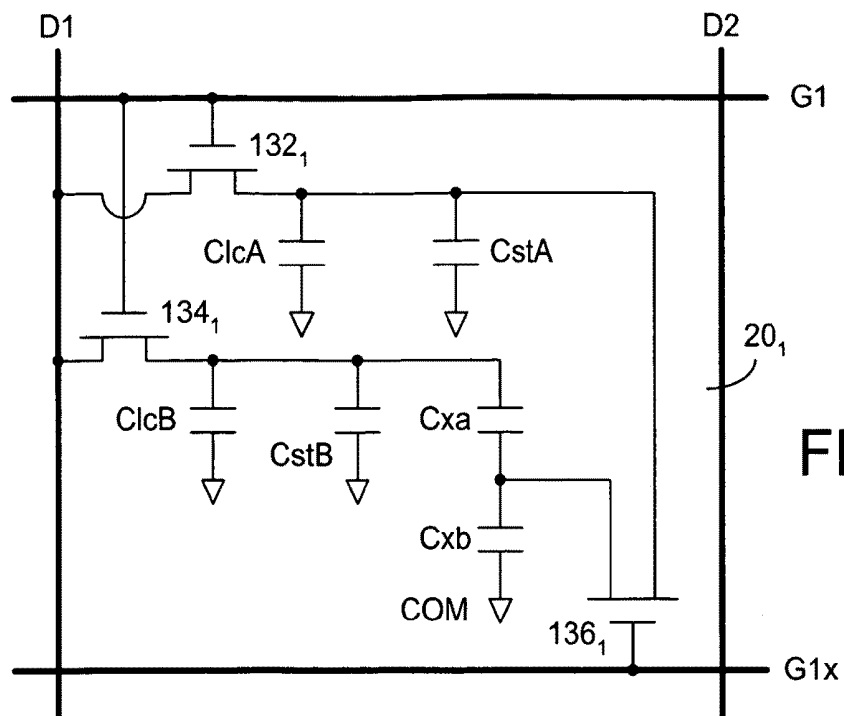 D1
D2
G1
132₁
ClcA
CstA
134₁
20₁
ClcB
CstB
Cxa
Cxb
COM
136₁
G1x